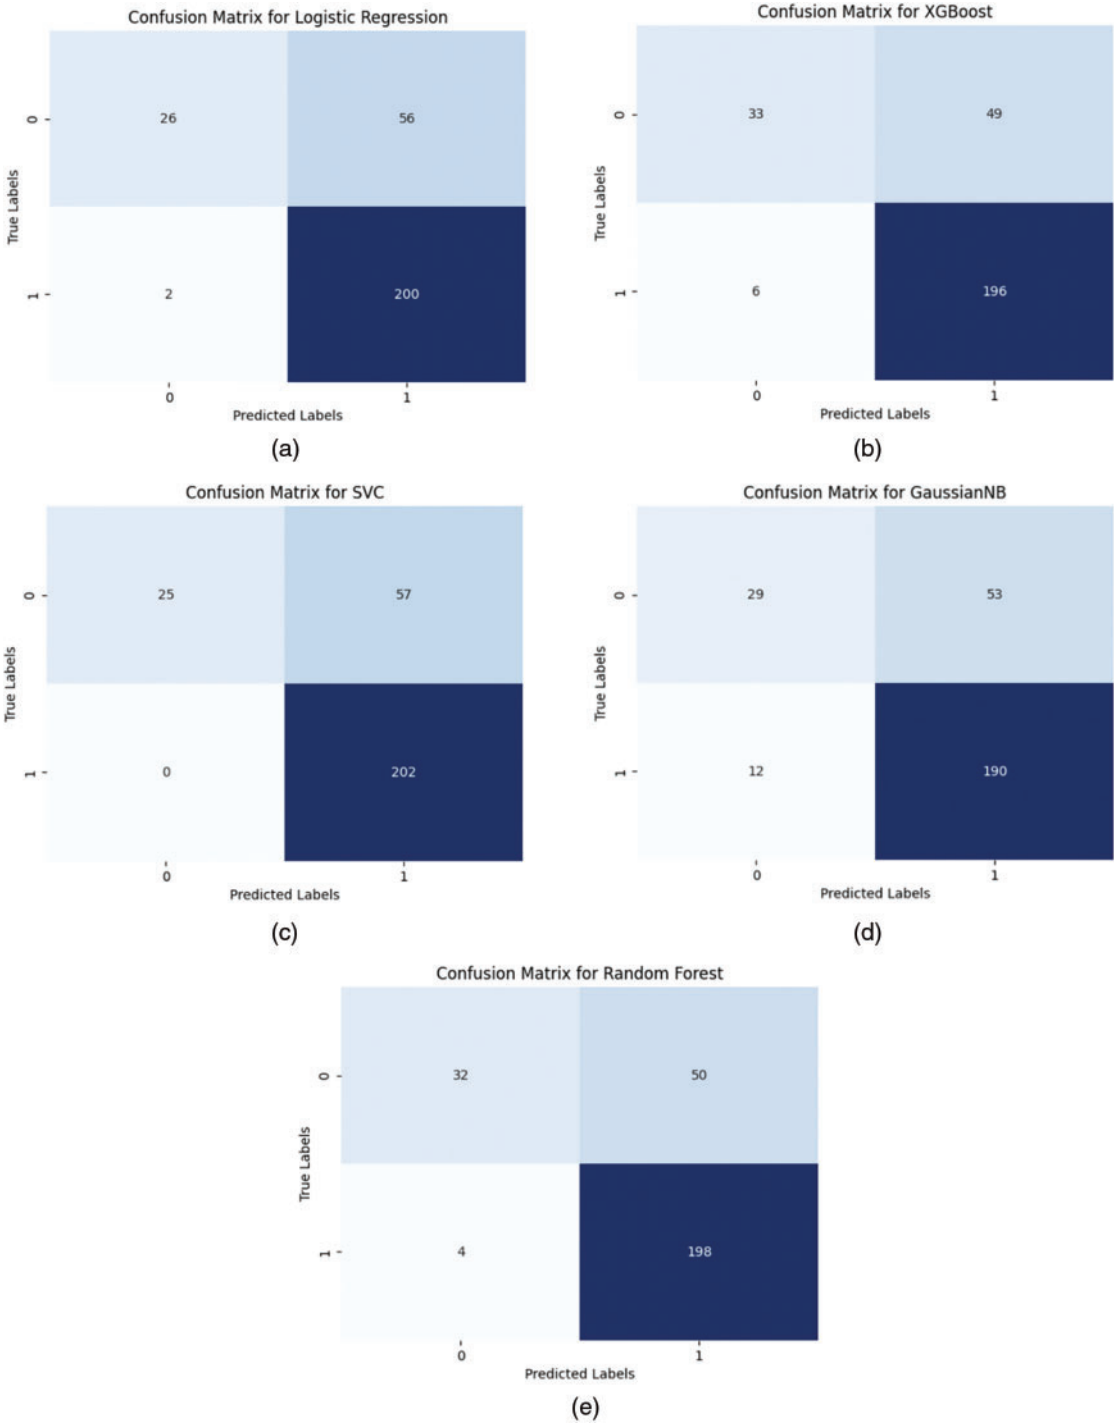 Confusion Matrix for Logistic Regression
True Labels
0
26
56
1
2
200
0
1
Predicted Labels
(a)
Confusion Matrix for XGBoost
True Labels
0
33
49
1
6
196
0
1
Predicted Labels
(b)
Confusion Matrix for SVC
True Labels
0
25
57
1
0
202
0
1
Predicted Labels
(c)
Confusion Matrix for GaussianNB
True Labels
0
29
53
1
12
190
0
1
Predicted Labels
(d)
Confusion Matrix for Random Forest
True Labels
0
32
50
1
4
198
0
1
Predicted Labels
(e)